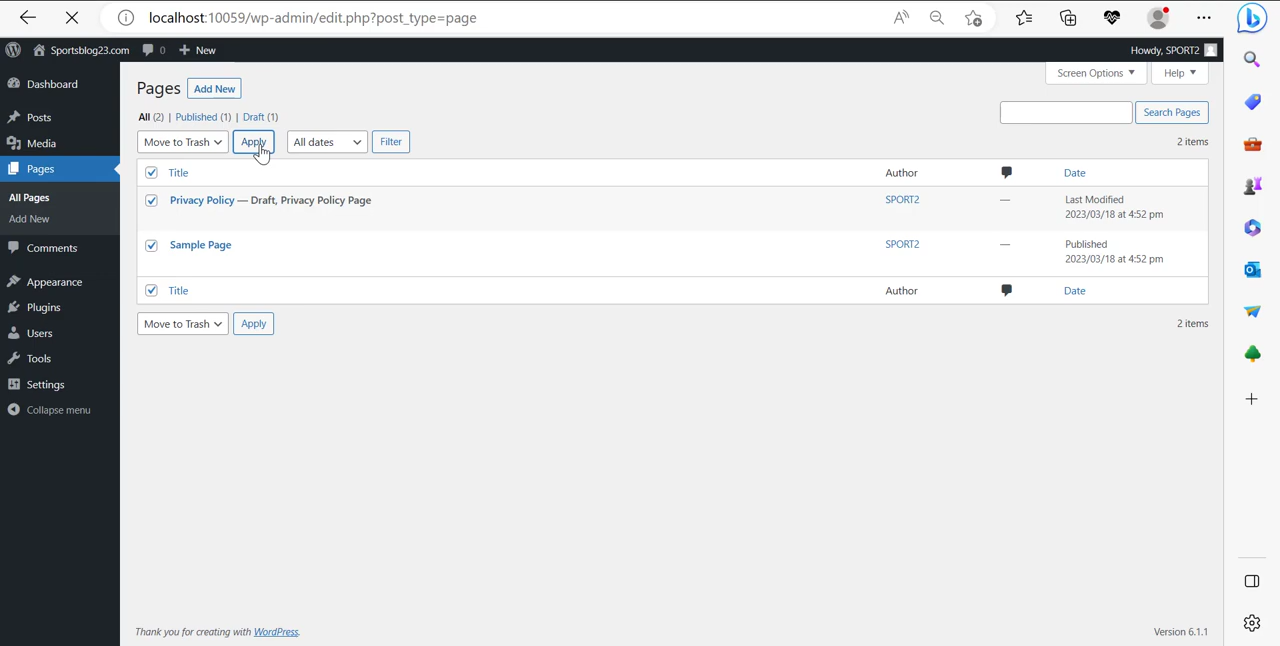 localhost:10059/wp-admin/edit.php?post_type=page
Sportsblog23.com 0 New Howdy, SPORT2
Dashboard
Posts
Media
Pages
All Pages
Add New
Comments
Appearance
Plugins
Users
Tools
Settings
Collapse menu
Screen Options Help
Pages Add New
All (2) | Published (1) | Draft (1)
Search Pages
Move to Trash Apply All dates Filter 2 items
Title Author Date
Privacy Policy — Draft, Privacy Policy Page SPORT2 — Last Modified
2023/03/18 at 4:52 pm
Sample Page SPORT2 — Published
2023/03/18 at 4:52 pm
Title Author Date
Move to Trash Apply 2 items
Thank you for creating with WordPress. Version 6.1.1